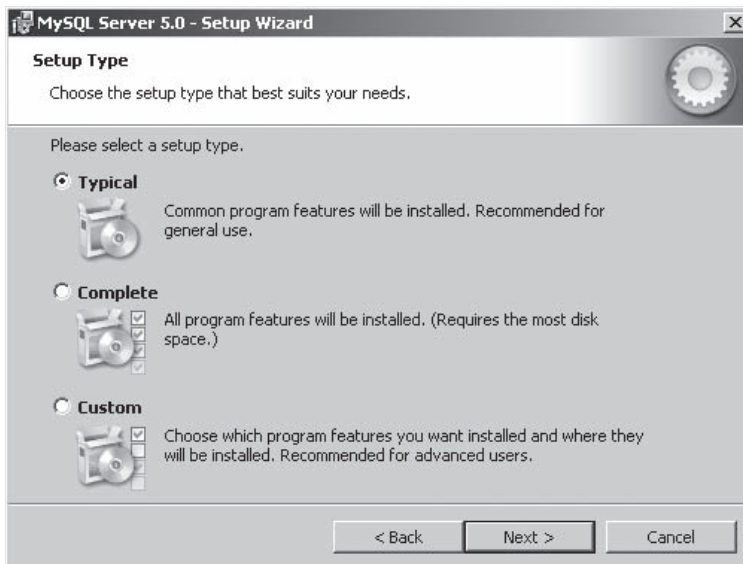 MySQL Server 5.0 - Setup Wizard
Setup Type
Choose the setup type that best suits your needs.
Please select a setup type.
Typical
Common program features will be installed. Recommended for
general use.
Complete
All program features will be installed. (Requires the most disk
space.)
Custom
Choose which program features you want installed and where they
will be installed. Recommended for advanced users.
< Back
Next >
Cancel